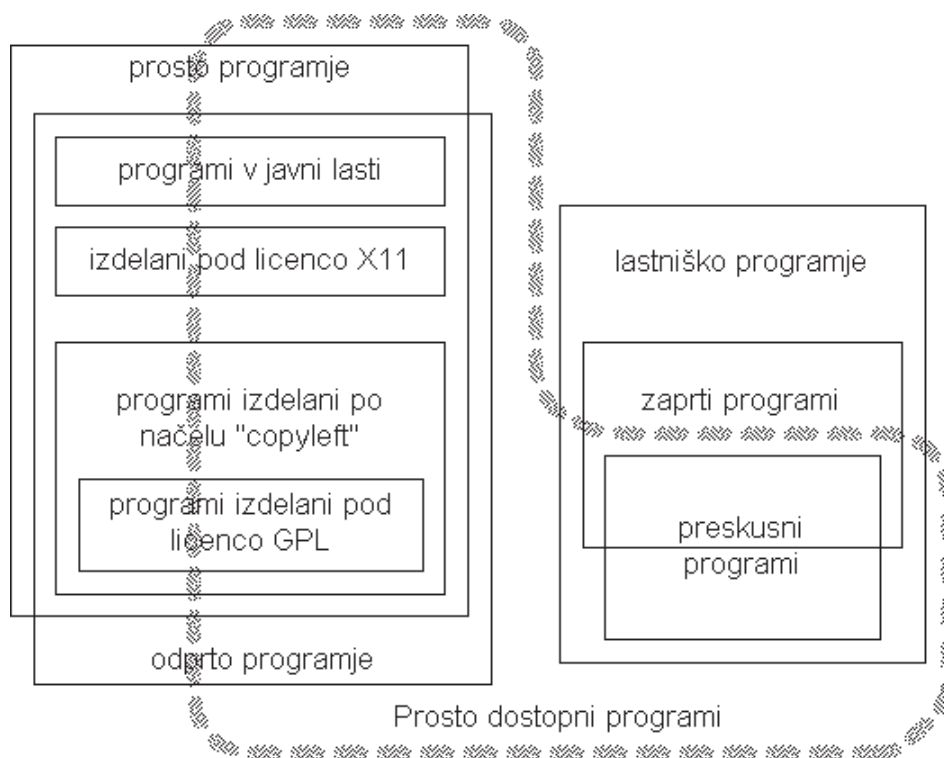 prosto programje
programi v javni lasti
izdelani pod licenco X11
programi izdelani po
načelu "copyleft"
programi izdelani pod
licenco GPL
odprto programje
lastniško programje
zaprti programi
preskusni
programi
Prosto dostopni programi